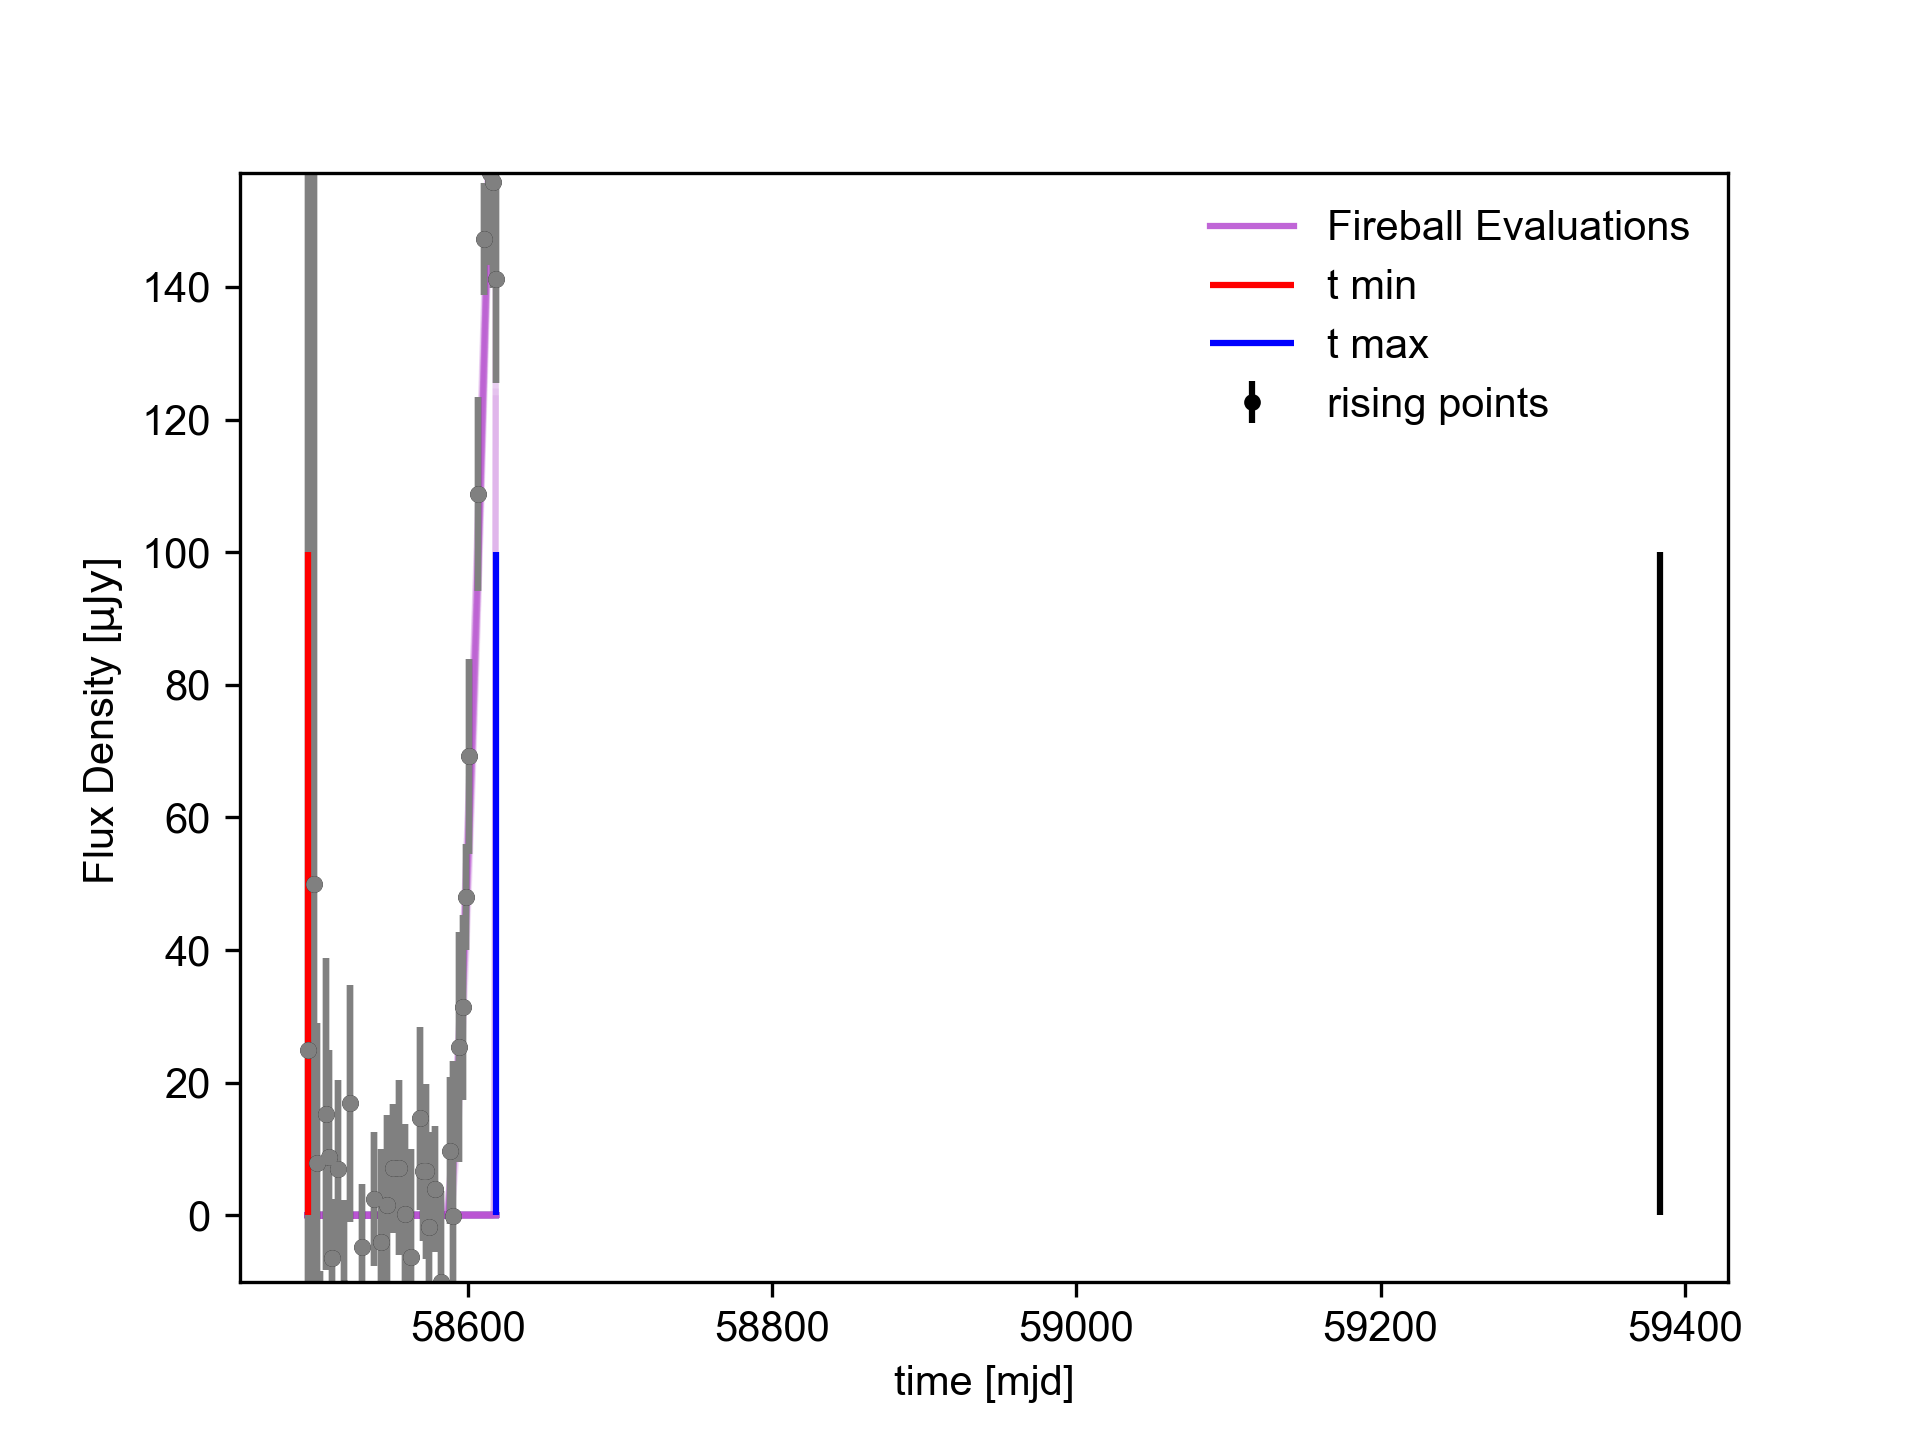 Fireball Evaluations
t min
t max
rising points
140
120
100
80
60
40
20
0
Flux Density [µJy]
58600 58800 59000 59200 59400
time [mjd]